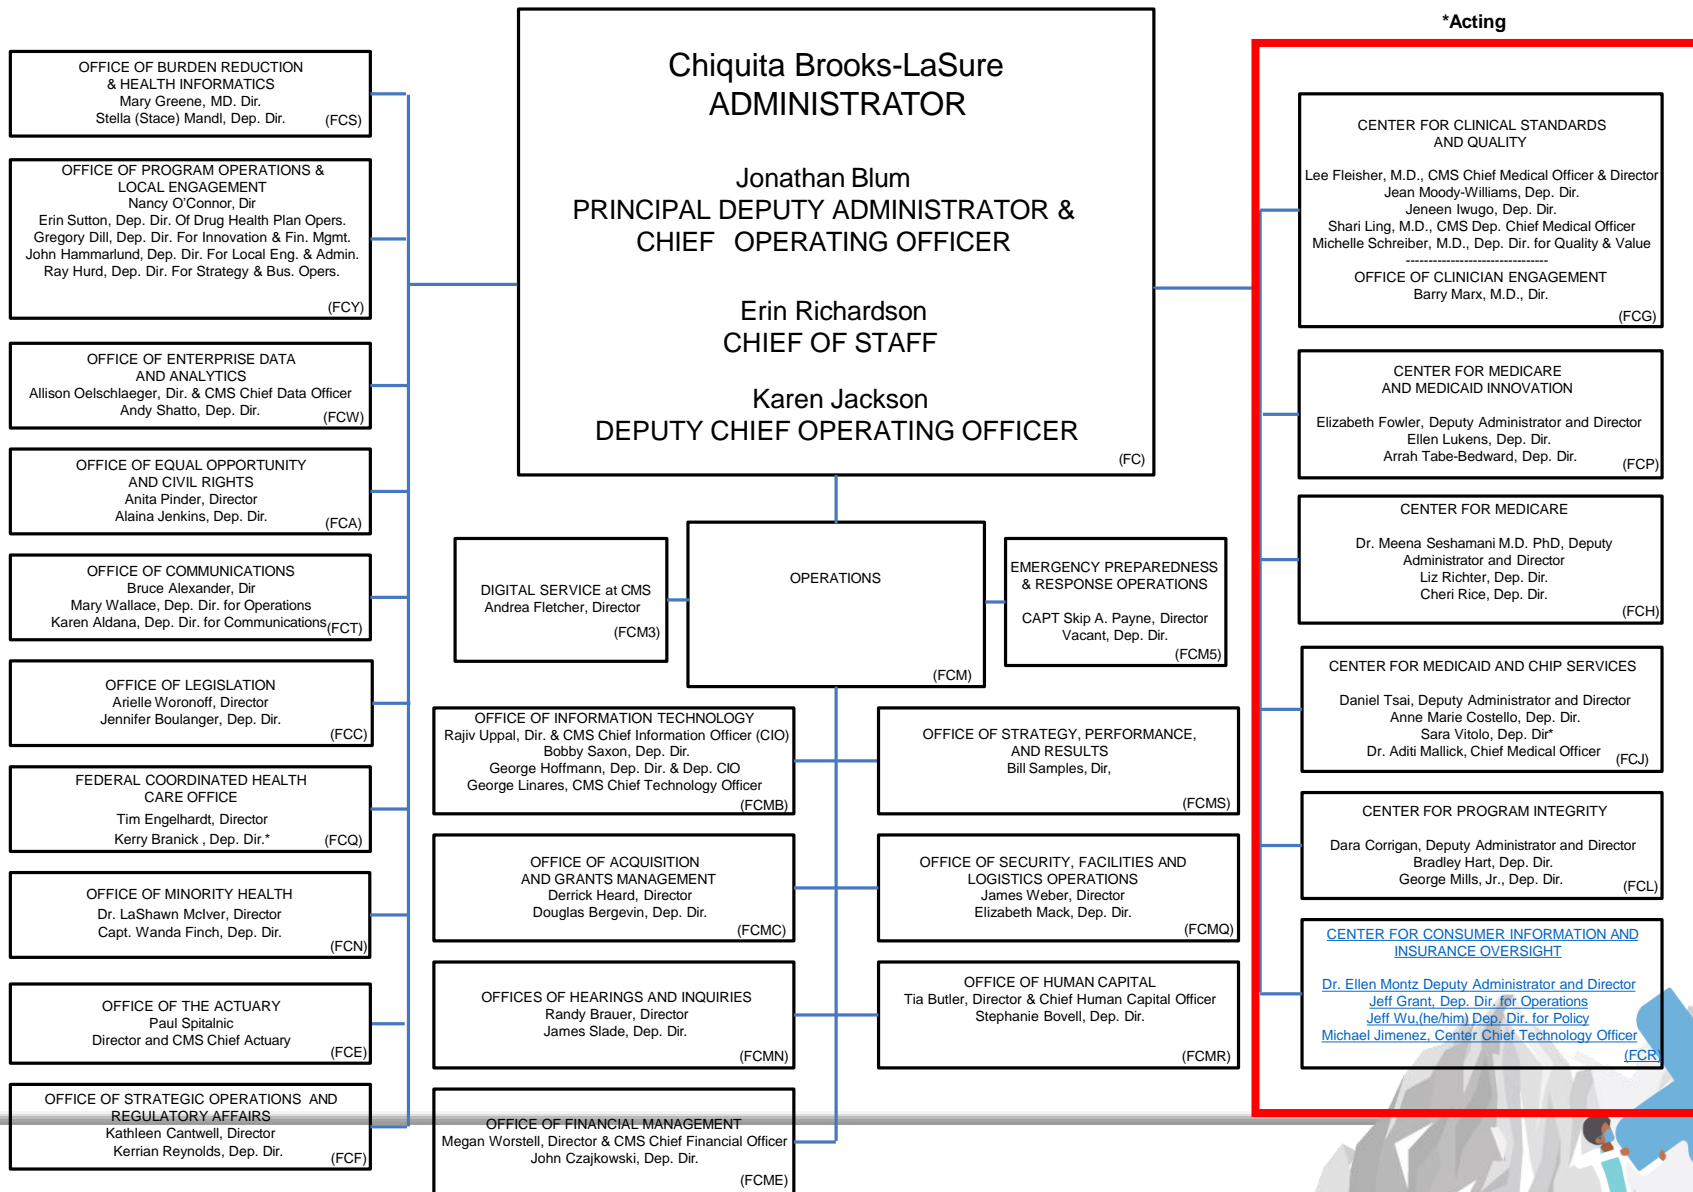 *Acting
Chiquita Brooks-LaSure
ADMINISTRATOR
Jonathan Blum
PRINCIPAL DEPUTY ADMINISTRATOR &
CHIEF OPERATING OFFICER
Erin Richardson
CHIEF OF STAFF
Karen Jackson
DEPUTY CHIEF OPERATING OFFICER
(FC)
OFFICE OF BURDEN REDUCTION
& HEALTH INFORMATICS
Mary Greene, MD. Dir.
Stella (Stace) Mandl, Dep. Dir.
(FCS)
OFFICE OF PROGRAM OPERATIONS &
LOCAL ENGAGEMENT
Nancy O'Connor, Dir
Erin Sutton, Dep. Dir. Of Drug Health Plan Opers.
Gregory Dill, Dep. Dir. For Innovation & Fin. Mgmt.
John Hammarlund, Dep. Dir. For Local Eng. & Admin.
Ray Hurd, Dep. Dir. For Strategy & Bus. Opers.
(FCY)
OFFICE OF ENTERPRISE DATA
AND ANALYTICS
Allison Oelschlaeger, Dir. & CMS Chief Data Officer
Andy Shatto, Dep. Dir.
(FCW)
OFFICE OF EQUAL OPPORTUNITY
AND CIVIL RIGHTS
Anita Pinder, Director
Alaina Jenkins, Dep. Dir.
(FCA)
OFFICE OF COMMUNICATIONS
Bruce Alexander, Dir
Mary Wallace, Dep. Dir. for Operations
Karen Aldana, Dep. Dir. for Communications
(FCT)
OFFICE OF LEGISLATION
Arielle Woronoff, Director
Jennifer Boulanger, Dep. Dir.
(FCC)
FEDERAL COORDINATED HEALTH
CARE OFFICE
Tim Engelhardt, Director
Kerry Branick , Dep. Dir.*
(FCQ)
OFFICE OF MINORITY HEALTH
Dr. LaShawn McIver, Director
Capt. Wanda Finch, Dep. Dir.
(FCN)
OFFICE OF THE ACTUARY
Paul Spitalnic
Director and CMS Chief Actuary
(FCE)
OFFICE OF STRATEGIC OPERATIONS AND
REGULATORY AFFAIRS
Kathleen Cantwell, Director
Kerrian Reynolds, Dep. Dir.
(FCF)
DIGITAL SERVICE at CMS
Andrea Fletcher, Director
(FCM3)
OPERATIONS
(FCM)
EMERGENCY PREPAREDNESS
& RESPONSE OPERATIONS
CAPT Skip A. Payne, Director
Vacant, Dep. Dir.
(FCM5)
OFFICE OF INFORMATION TECHNOLOGY
Rajiv Uppal, Dir. & CMS Chief Information Officer (CIO)
Bobby Saxon, Dep. Dir.
George Hoffmann, Dep. Dir. & Dep. CIO
George Linares, CMS Chief Technology Officer
(FCMB)
OFFICE OF STRATEGY, PERFORMANCE,
AND RESULTS
Bill Samples, Dir,
(FCMS)
OFFICE OF ACQUISITION
AND GRANTS MANAGEMENT
Derrick Heard, Director
Douglas Bergevin, Dep. Dir.
(FCMC)
OFFICE OF SECURITY, FACILITIES AND
LOGISTICS OPERATIONS
James Weber, Director
Elizabeth Mack, Dep. Dir.
(FCMQ)
OFFICES OF HEARINGS AND INQUIRIES
Randy Brauer, Director
James Slade, Dep. Dir.
(FCMN)
OFFICE OF HUMAN CAPITAL
Tia Butler, Director & Chief Human Capital Officer
Stephanie Bovell, Dep. Dir.
(FCMR)
OFFICE OF FINANCIAL MANAGEMENT
Megan Worstell, Director & CMS Chief Financial Officer
John Czajkowski, Dep. Dir.
(FCME)
CENTER FOR CLINICAL STANDARDS
AND QUALITY
Lee Fleisher, M.D., CMS Chief Medical Officer & Director
Jean Moody-Williams, Dep. Dir.
Jeneen Iwugo, Dep. Dir.
Shari Ling, M.D., CMS Dep. Chief Medical Officer
Michelle Schreiber, M.D., Dep. Dir. for Quality & Value
--------------------------------
OFFICE OF CLINICIAN ENGAGEMENT
Barry Marx, M.D., Dir.
(FCG)
CENTER FOR MEDICARE
AND MEDICAID INNOVATION
Elizabeth Fowler, Deputy Administrator and Director
Ellen Lukens, Dep. Dir.
Arrah Tabe-Bedward, Dep. Dir.
(FCP)
CENTER FOR MEDICARE
Dr. Meena Seshamani M.D. PhD, Deputy
Administrator and Director
Liz Richter, Dep. Dir.
Cheri Rice, Dep. Dir.
(FCH)
CENTER FOR MEDICAID AND CHIP SERVICES
Daniel Tsai, Deputy Administrator and Director
Anne Marie Costello, Dep. Dir.
Sara Vitolo, Dep. Dir*
Dr. Aditi Mallick, Chief Medical Officer
(FCJ)
CENTER FOR PROGRAM INTEGRITY
Dara Corrigan, Deputy Administrator and Director
Bradley Hart, Dep. Dir.
George Mills, Jr., Dep. Dir.
(FCL)
CENTER FOR CONSUMER INFORMATION AND
INSURANCE OVERSIGHT
Dr. Ellen Montz Deputy Administrator and Director
Jeff Grant, Dep. Dir. for Operations
Jeff Wu,(he/him) Dep. Dir. for Policy
Michael Jimenez, Center Chief Technology Officer
(FCR)